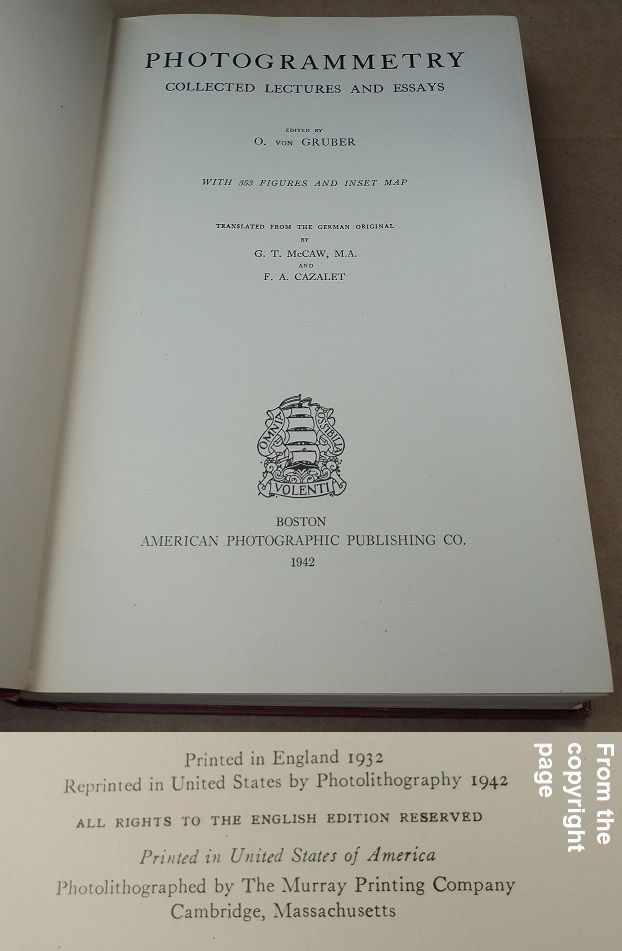 PHOTOGRAMMETRY
COLLECTED LECTURES AND ESSAYS
EDITED BY
O. VON GRUBER
WITH 353 FIGURES AND INSET MAP
TRANSLATED FROM THE GERMAN ORIGINAL
BY
G. T. McCAW, M.A.
AND
F. A. CAZALET
OMNIA
POSSIBILIA
VOLENTI
BOSTON
AMERICAN PHOTOGRAPHIC PUBLISHING CO.
1942
Printed in England 1932
Reprinted in United States by Photolithography 1942
ALL RIGHTS TO THE ENGLISH EDITION RESERVED
Printed in United States of America
Photolithographed by The Murray Printing Company
Cambridge, Massachusetts
From the
copyright
page